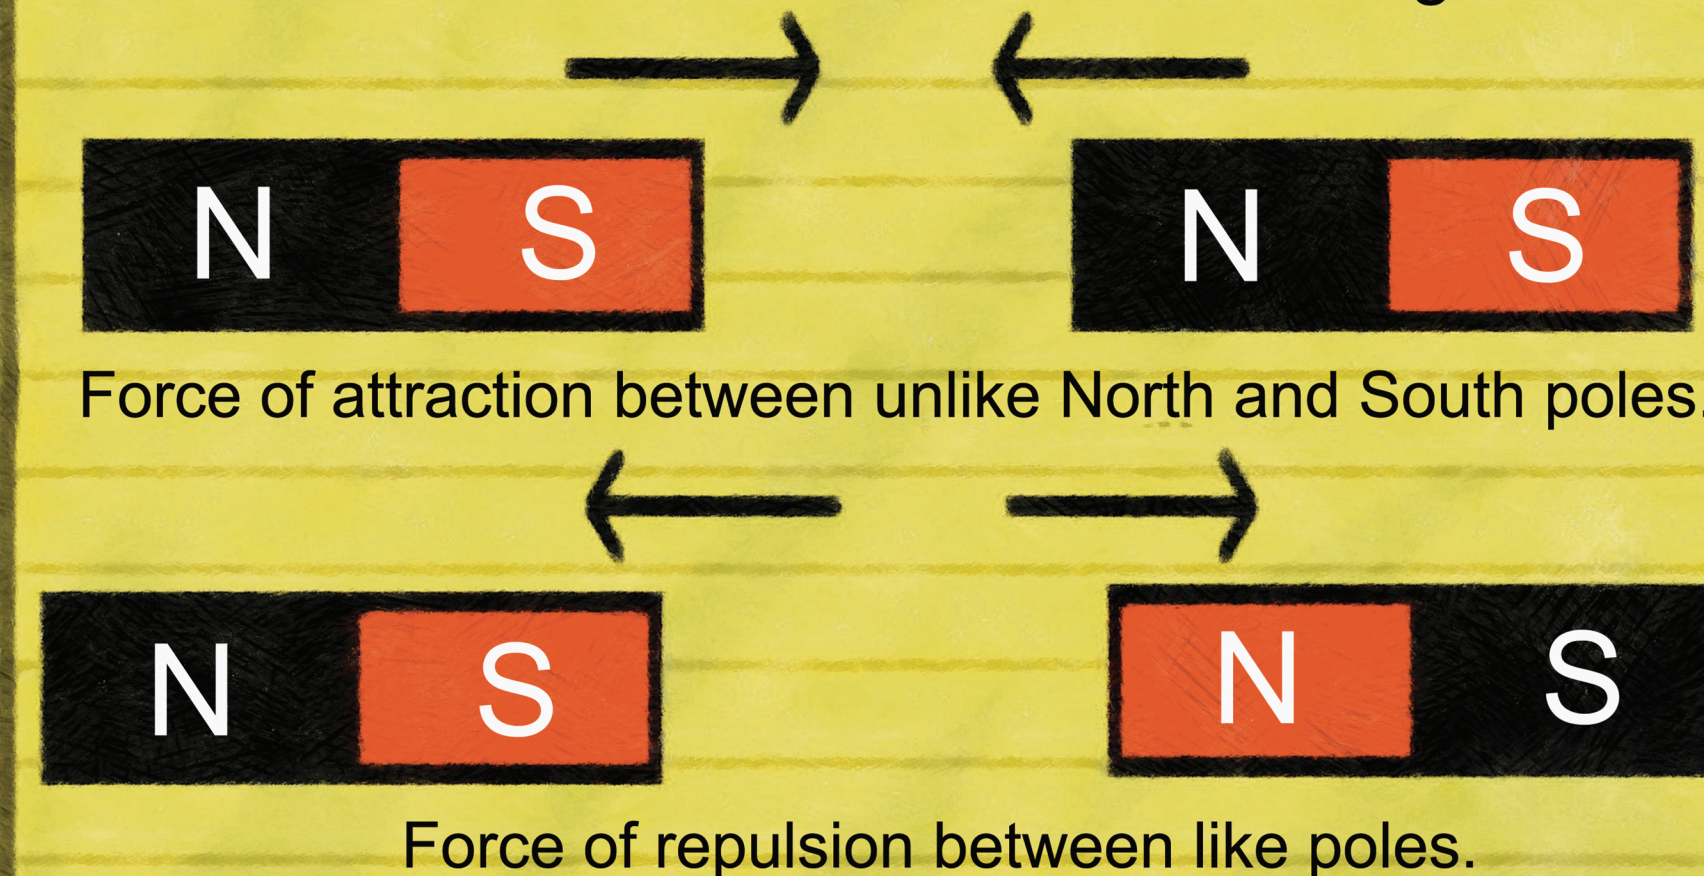 N S N S
Force of attraction between unlike North and South poles.
N S N S
Force of repulsion between like poles.